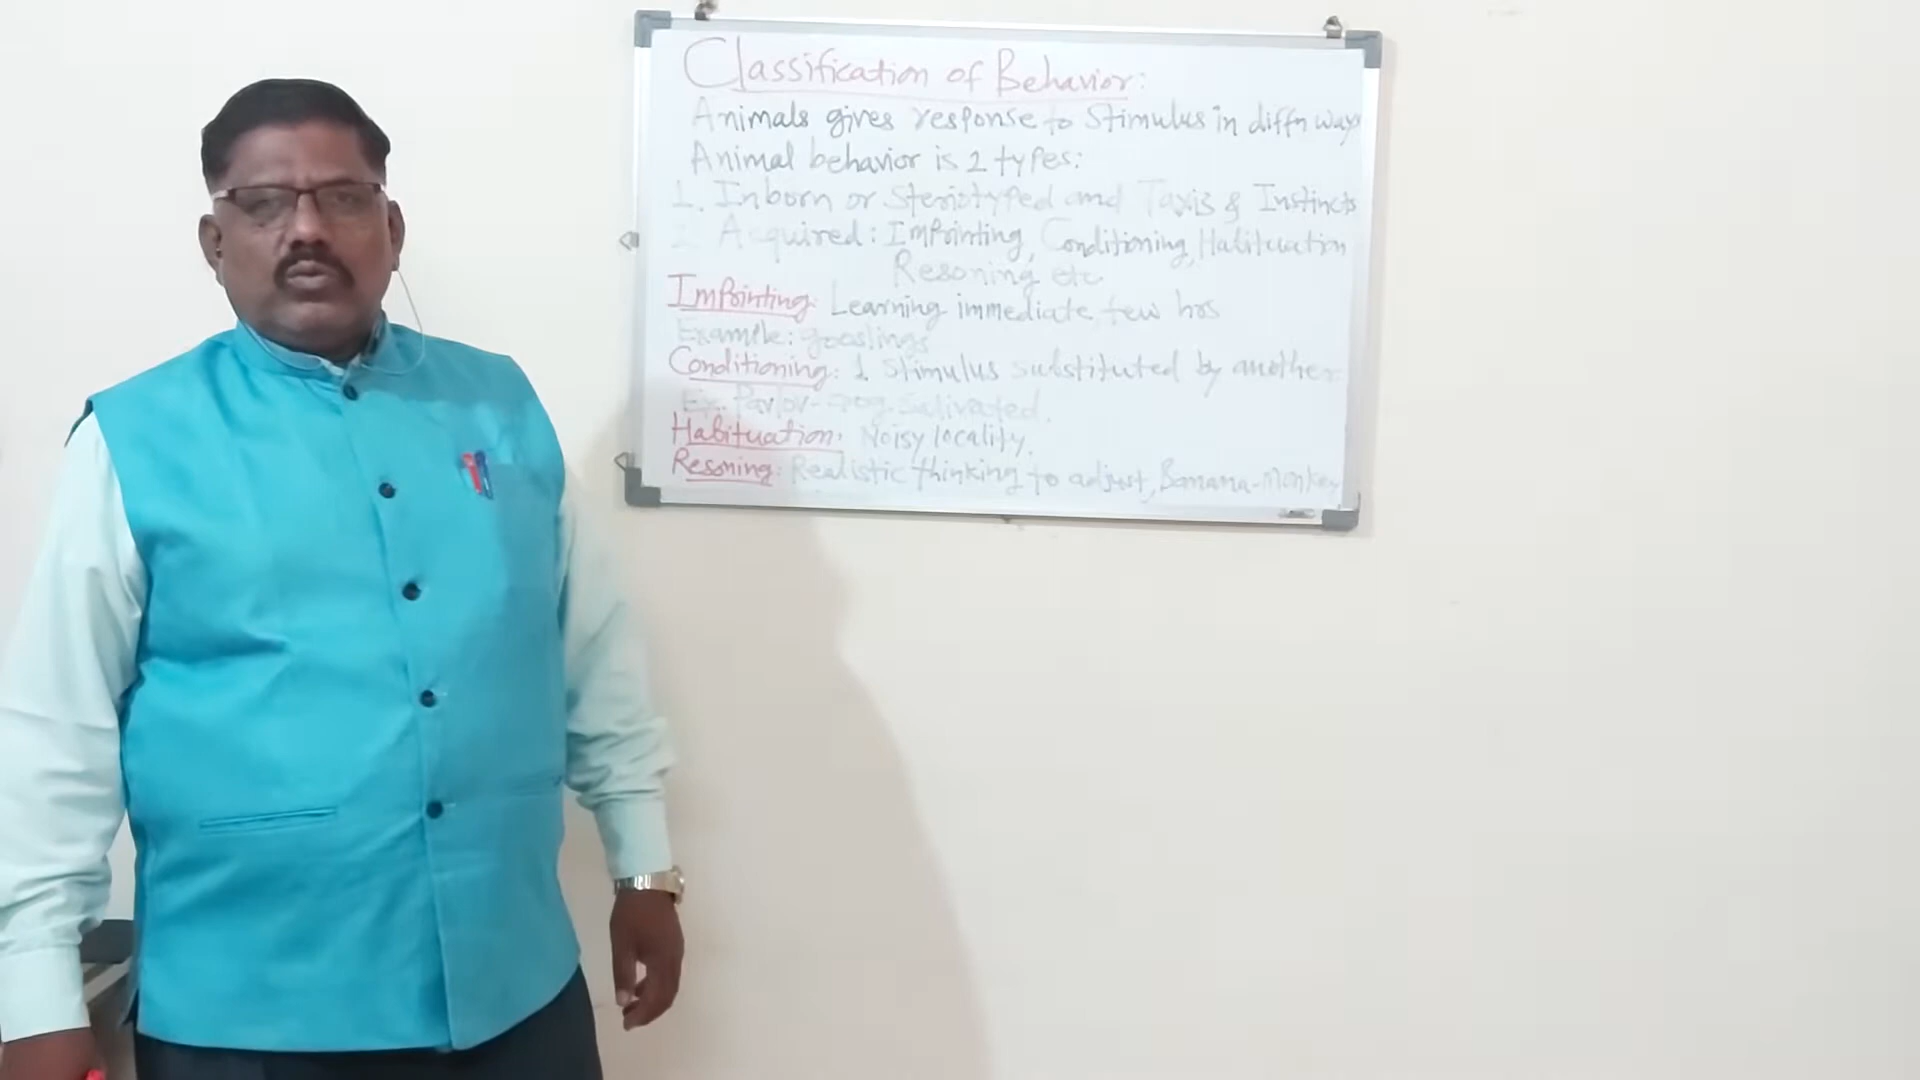 Classification of Behavior:
Animals gives response to Stimulus in diffn ways
Animal behavior is 2 types:
1. Inborn or Steriotyped and Taxis & Instincts
2 Acquired: Imprinting, Conditioning, Habituation
Resoning etc
Imprinting: Learning immediate, few hrs
Example: gooslings
Conditioning: 1 Stimulus substituted by another.
Ex. Pavlov-Dog. Salivated.
Habituation: Noisy locality.
Resoning: Realistic thinking to adjust, Banana-Monkey